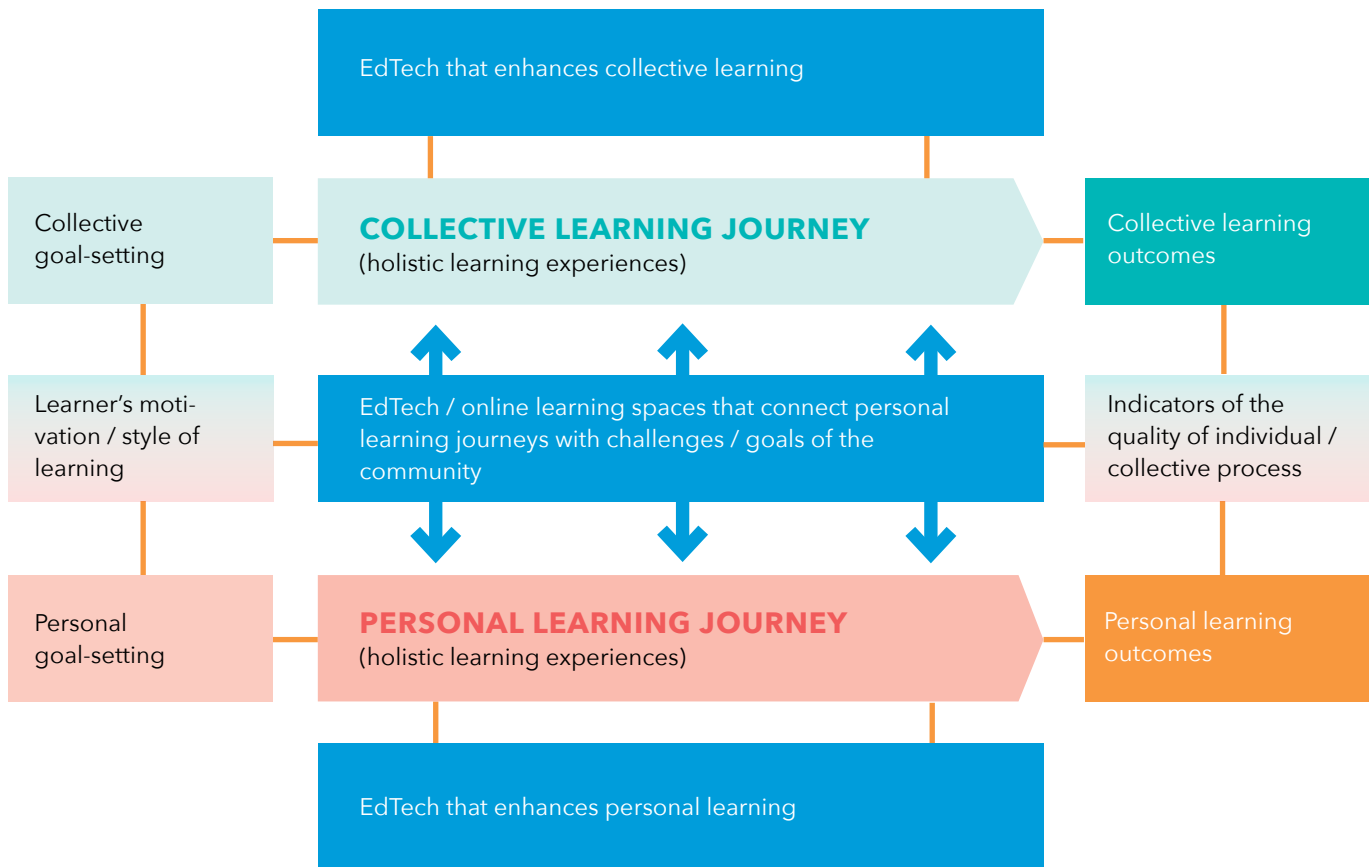 EdTech that enhances collective learning
Collective
goal-setting
COLLECTIVE LEARNING JOURNEY
(holistic learning experiences)
Collective learning
outcomes
Learner's moti-
vation / style of
learning
EdTech / online learning spaces that connect personal
learning journeys with challenges / goals of the
community
Indicators of the
quality of individual /
collective process
Personal
goal-setting
PERSONAL LEARNING JOURNEY
(holistic learning experiences)
Personal learning
outcomes
EdTech that enhances personal learning